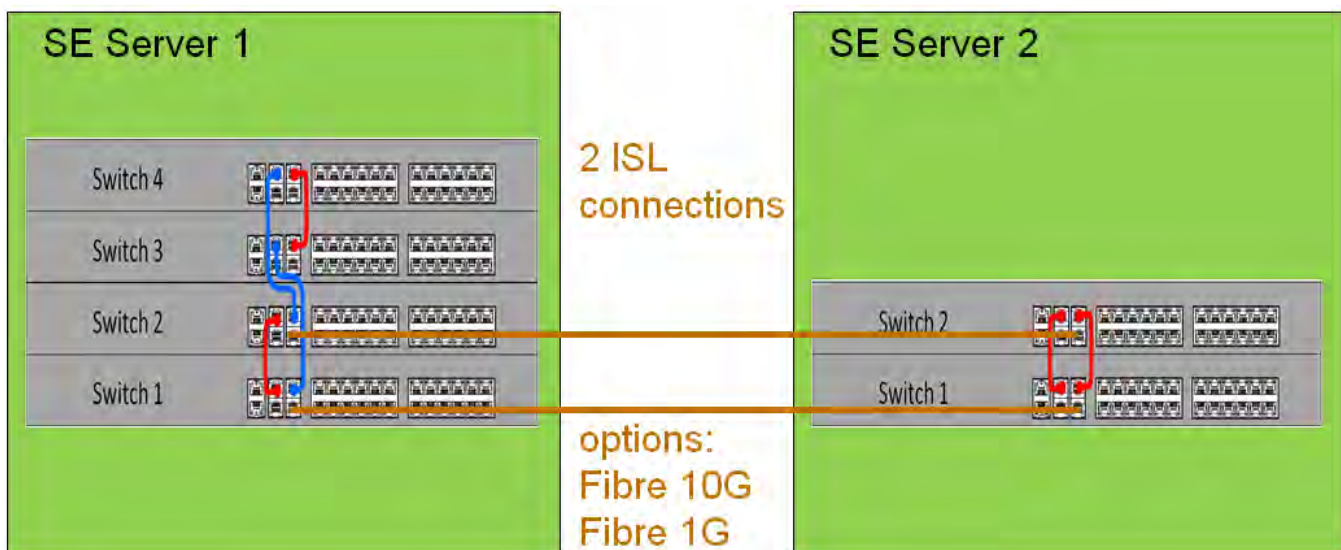 SE Server 1
Switch 4
Switch 3
Switch 2
Switch 1
2 ISL
connections
options:
Fibre 10G
Fibre 1G
SE Server 2
Switch 2
Switch 1